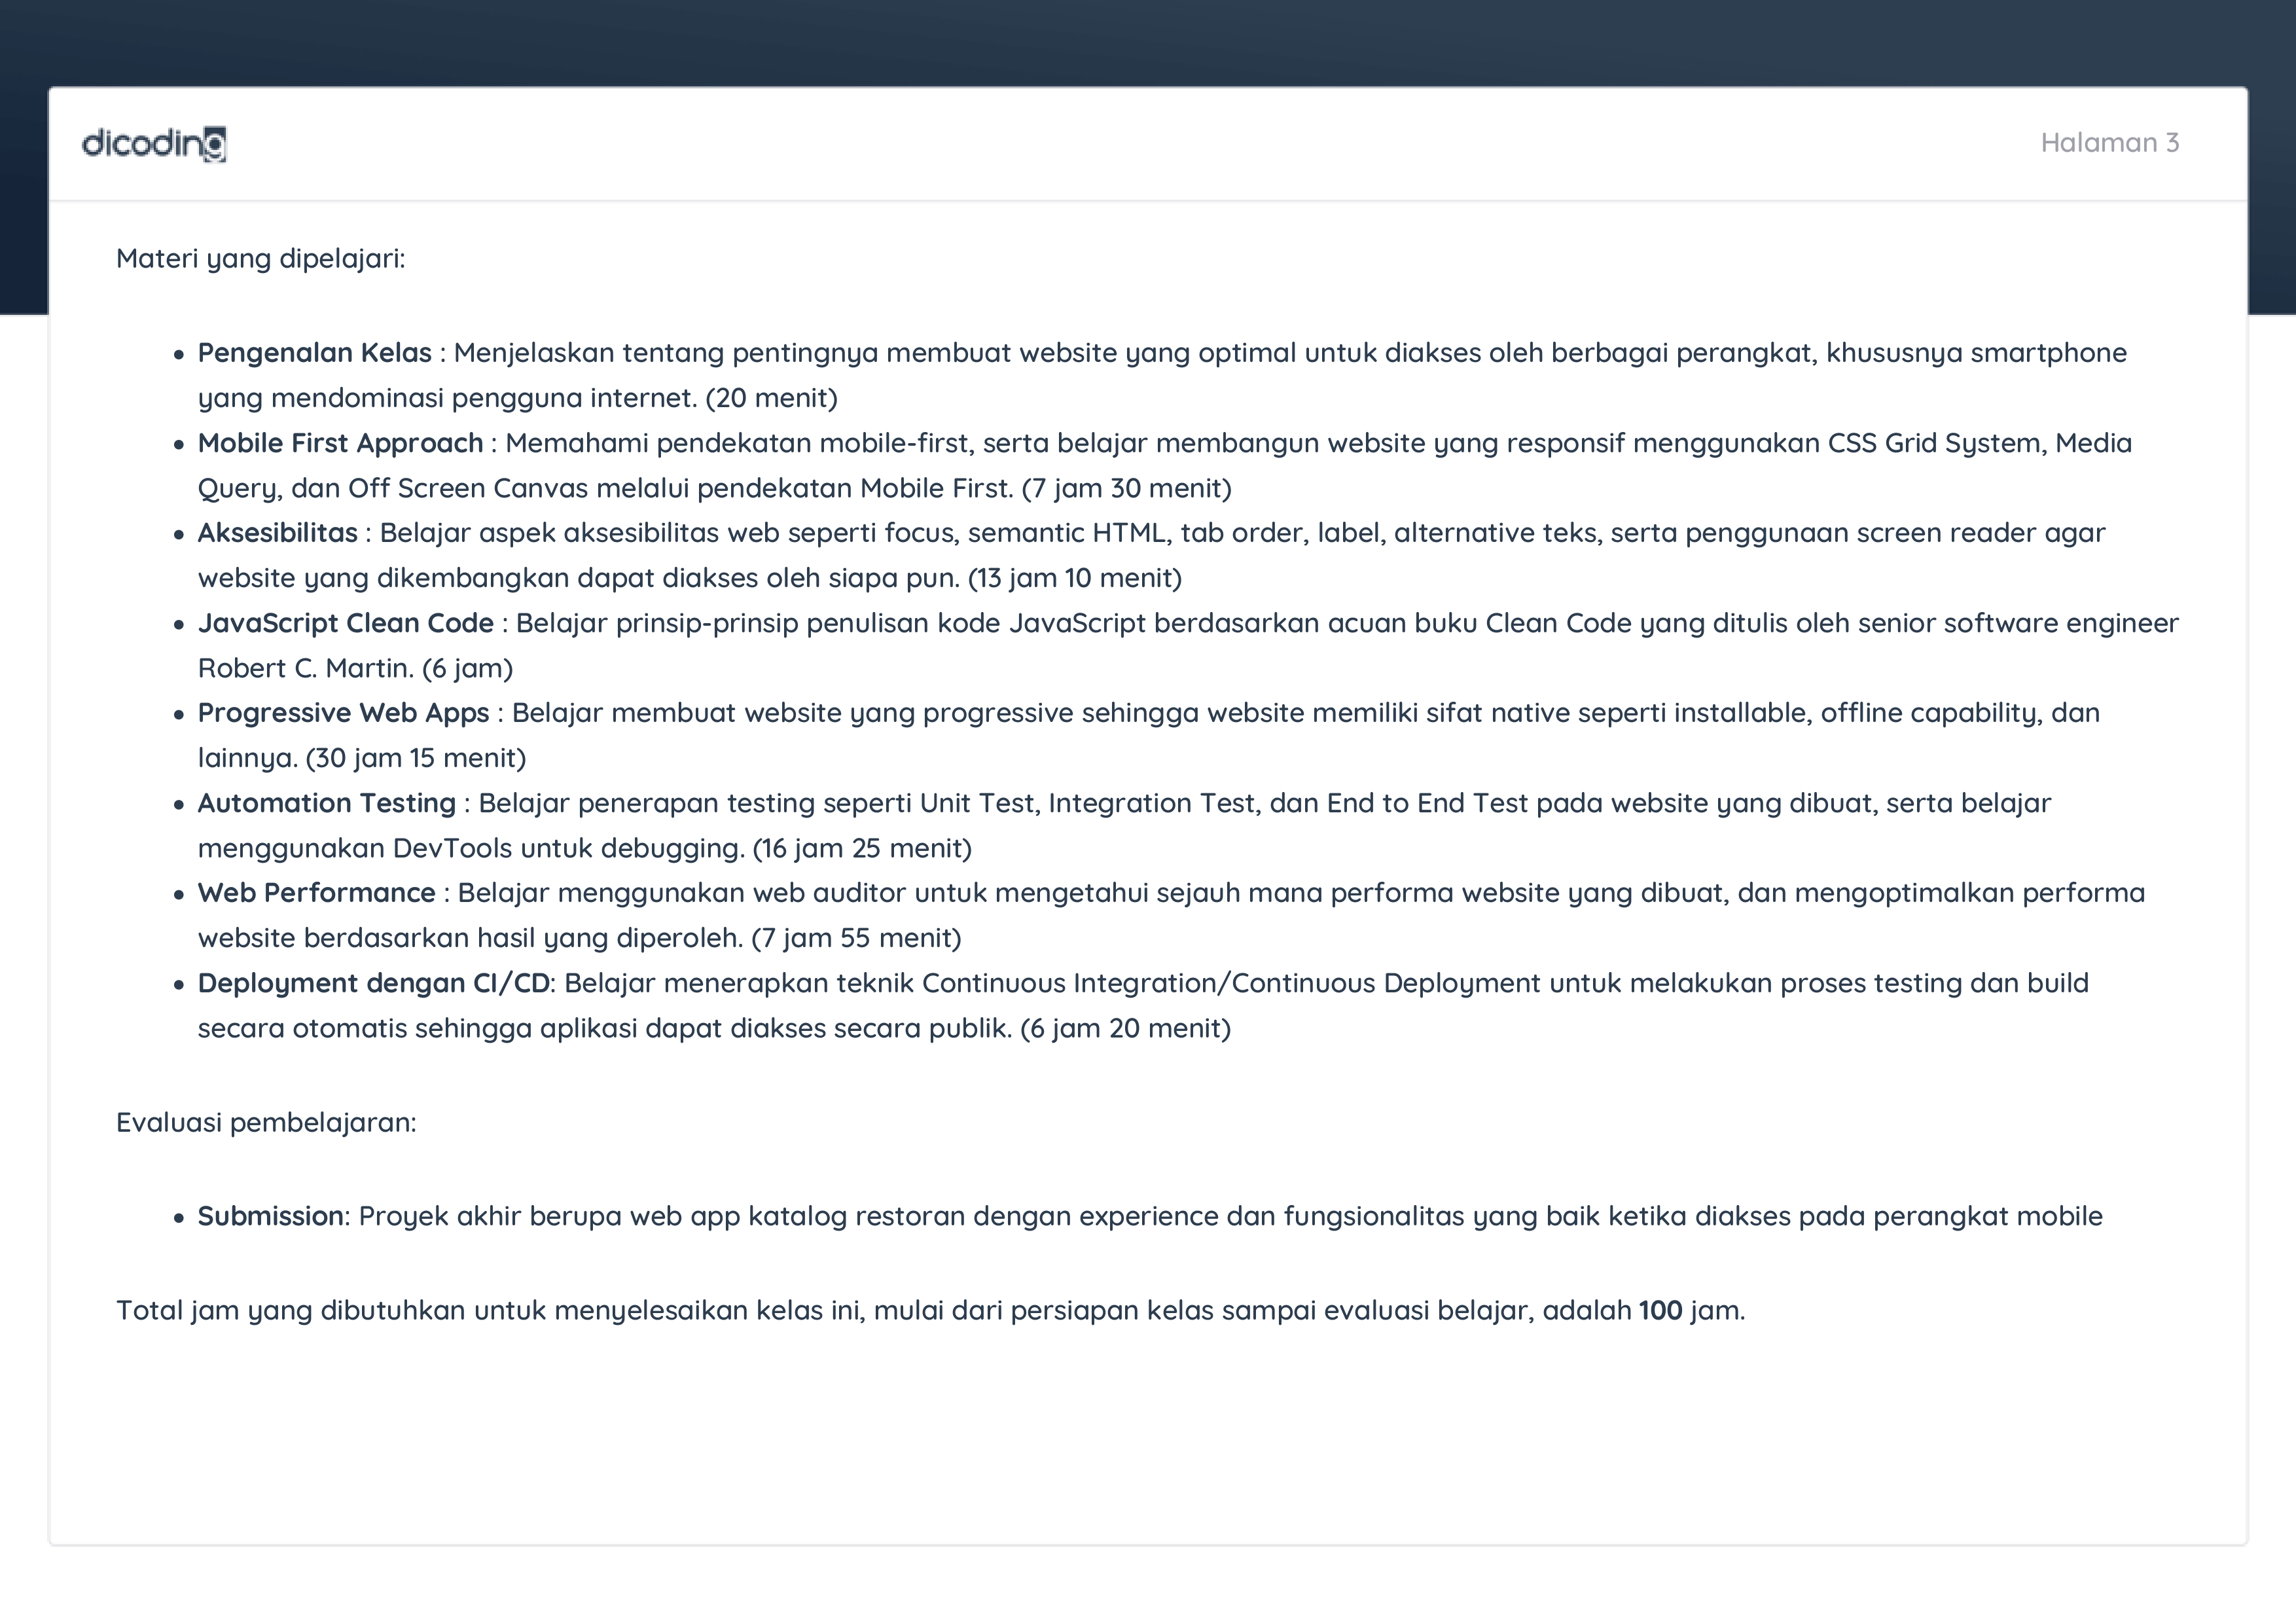 dicoding
Halaman 3
Materi yang dipelajari:
• Pengenalan Kelas : Menjelaskan tentang pentingnya membuat website yang optimal untuk diakses oleh berbagai perangkat, khususnya smartphone
yang mendominasi pengguna internet. (20 menit)
• Mobile First Approach : Memahami pendekatan mobile-first, serta belajar membangun website yang responsif menggunakan CSS Grid System, Media
Query, dan Off Screen Canvas melalui pendekatan Mobile First. (7 jam 30 menit)
• Aksesibilitas : Belajar aspek aksesibilitas web seperti focus, semantic HTML, tab order, label, alternative teks, serta penggunaan screen reader agar
website yang dikembangkan dapat diakses oleh siapa pun. (13 jam 10 menit)
• JavaScript Clean Code : Belajar prinsip-prinsip penulisan kode JavaScript berdasarkan acuan buku Clean Code yang ditulis oleh senior software engineer
Robert C. Martin. (6 jam)
• Progressive Web Apps : Belajar membuat website yang progressive sehingga website memiliki sifat native seperti installable, offline capability, dan
lainnya. (30 jam 15 menit)
• Automation Testing : Belajar penerapan testing seperti Unit Test, Integration Test, dan End to End Test pada website yang dibuat, serta belajar
menggunakan DevTools untuk debugging. (16 jam 25 menit)
• Web Performance : Belajar menggunakan web auditor untuk mengetahui sejauh mana performa website yang dibuat, dan mengoptimalkan performa
website berdasarkan hasil yang diperoleh. (7 jam 55 menit)
• Deployment dengan CI/CD: Belajar menerapkan teknik Continuous Integration/Continuous Deployment untuk melakukan proses testing dan build
secara otomatis sehingga aplikasi dapat diakses secara publik. (6 jam 20 menit)
Evaluasi pembelajaran:
• Submission: Proyek akhir berupa web app katalog restoran dengan experience dan fungsionalitas yang baik ketika diakses pada perangkat mobile
Total jam yang dibutuhkan untuk menyelesaikan kelas ini, mulai dari persiapan kelas sampai evaluasi belajar, adalah 100 jam.